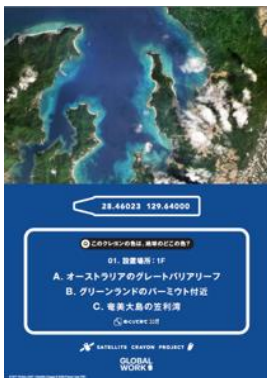 28.46023 129.64000
Q このクレヨンの色は、地球のどこの色?
01. 設置場所:1F
A. オーストラリアのグレートバリアリーフ
B. グリーンランドのパーミウト付近
C. 奄美大島の笠利湾
SATELLITE CRAYON PROJECT
GLOBAL
WORK